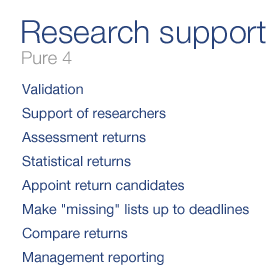 Research support
Pure 4
Validation
Support of researchers
Assessment returns
Statistical returns
Appoint return candidates
Make "missing" lists up to deadlines
Compare returns
Management reporting